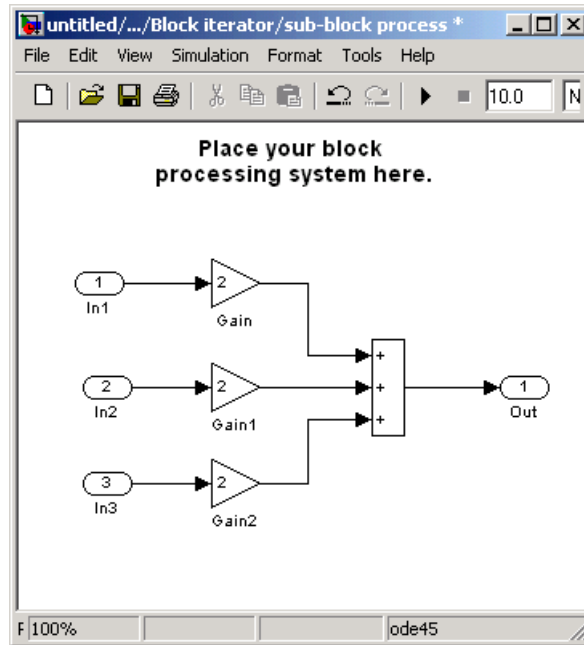 untitled/.../Block iterator/sub-block process *
File Edit View Simulation Format Tools Help
10.0 N
Place your block
processing system here.
1
In1
2
Gain
+
2
In2
2
Gain1
+
1
Out
3
In3
2
Gain2
+
F 100% ode45